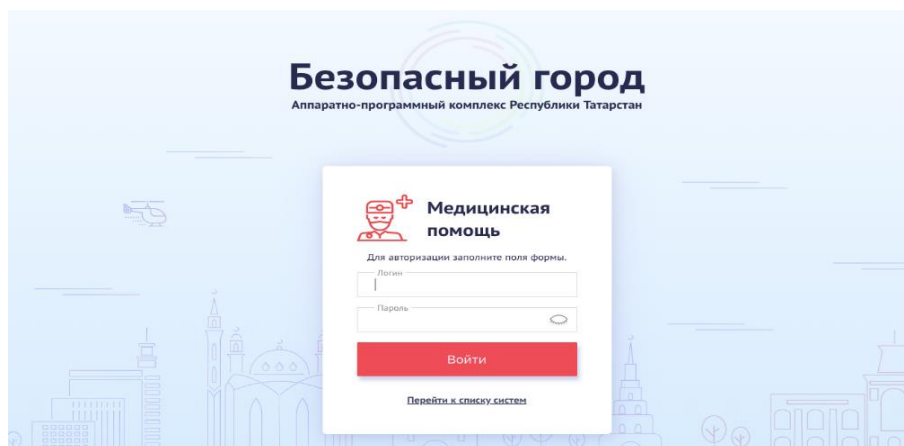 Безопасный город
Аппаратно-программный комплекс Республики Татарстан
Медицинская
помощь
Для авторизации заполните поля формы.
Логин
Пароль
Войти
Перейти к списку систем